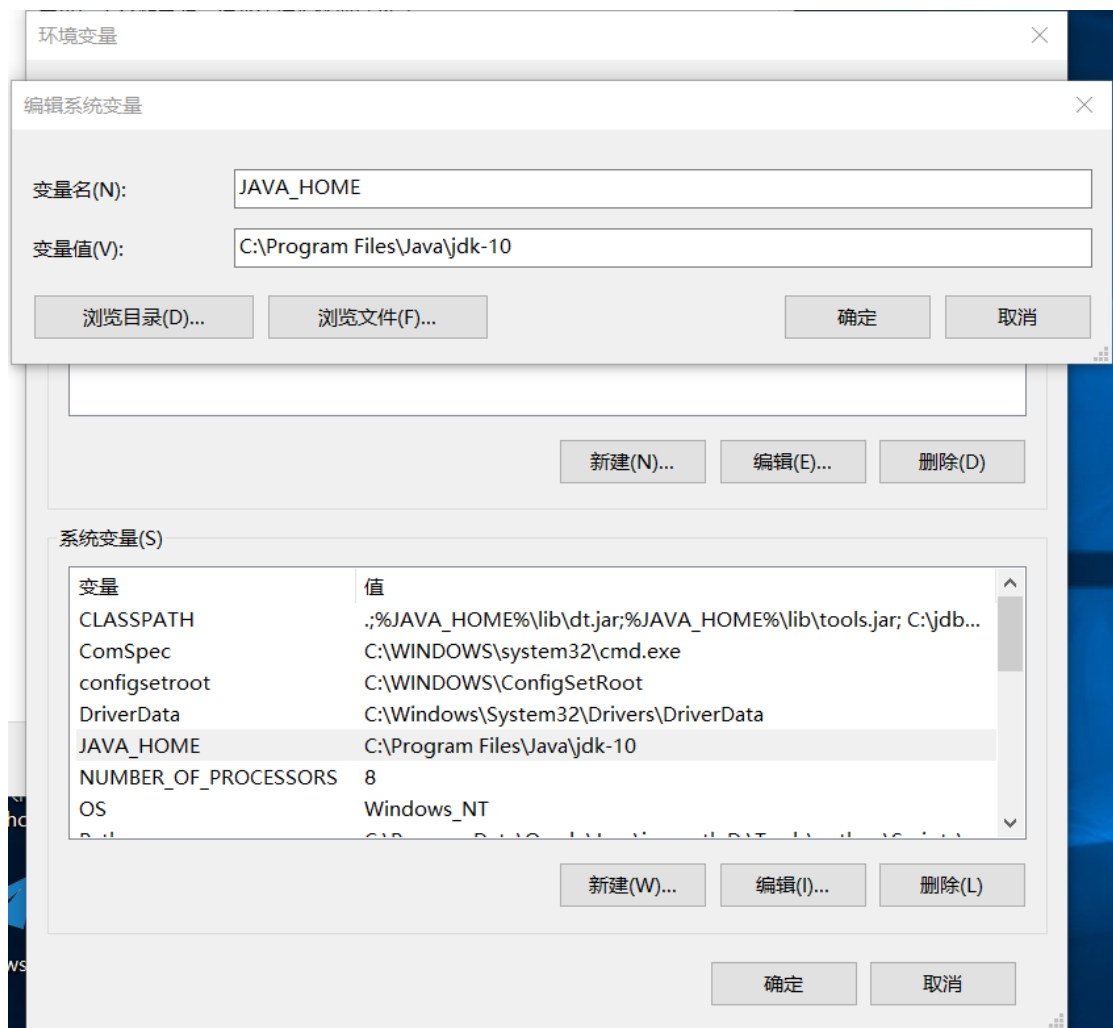 环境变量
编辑系统变量
变量名(N):
JAVA_HOME
变量值(V):
C:\Program Files\Java\jdk-10
浏览目录(D)...
浏览文件(F)...
确定
取消
新建(N)...
编辑(E)...
删除(D)
系统变量(S)
变量 值
CLASSPATH .;%JAVA_HOME%\lib\dt.jar;%JAVA_HOME%\lib\tools.jar; C:\jdb...
ComSpec C:\WINDOWS\system32\cmd.exe
configsetroot C:\WINDOWS\ConfigSetRoot
DriverData C:\Windows\System32\Drivers\DriverData
JAVA_HOME C:\Program Files\Java\jdk-10
NUMBER_OF_PROCESSORS 8
OS Windows_NT
新建(W)...
编辑(I)...
删除(L)
确定
取消